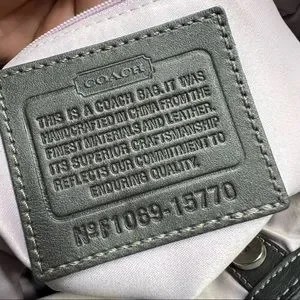 COACH
THIS IS A COACH BAG. IT WAS
HANDCRAFTED IN CHINA FROM THE
FINEST MATERIALS AND LEATHER.
ITS SUPERIOR CRAFTSMANSHIP
REFLECTS OUR COMMITMENT TO
ENDURING QUALITY.
Nº F1089-15770